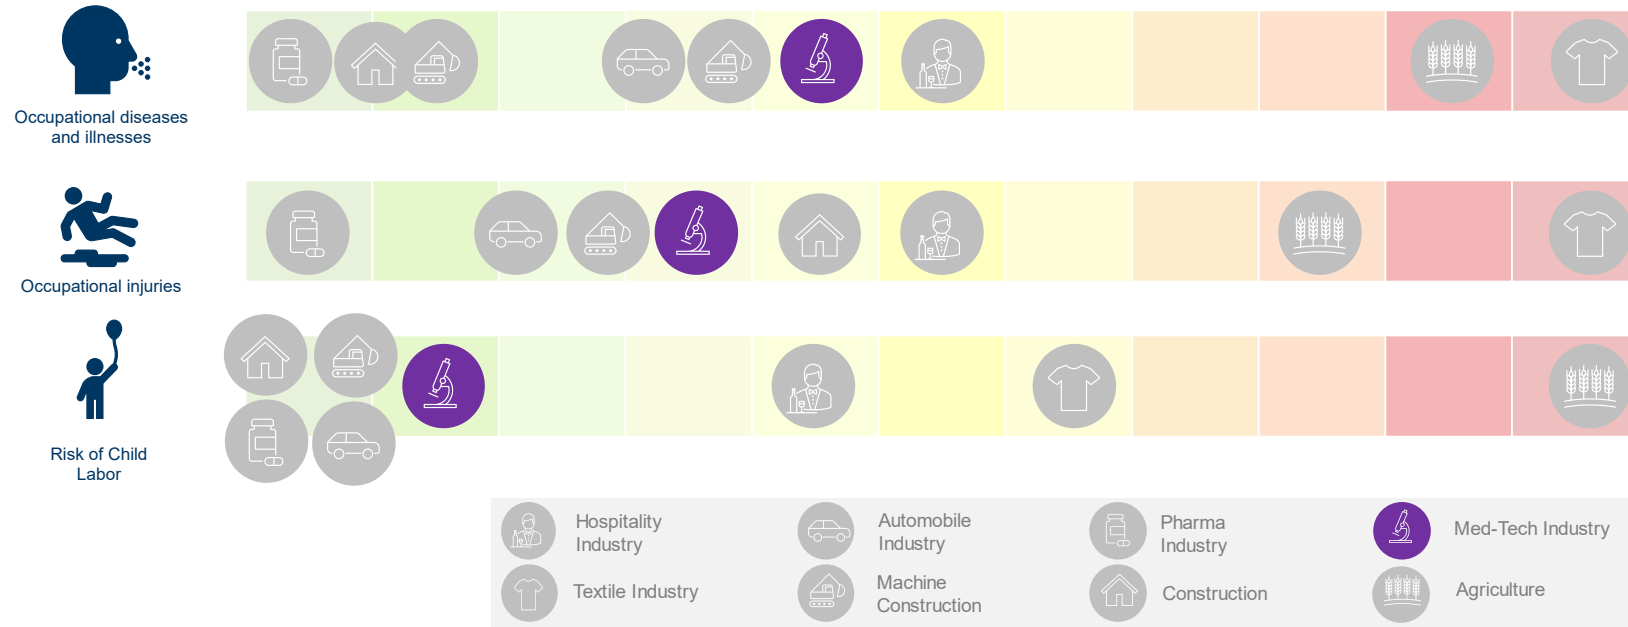 Occupational diseases
and illnesses
Occupational injuries
Risk of Child
Labor
Hospitality
Industry
Automobile
Industry
Pharma
Industry
Med-Tech Industry
Textile Industry
Machine
Construction
Construction
Agriculture